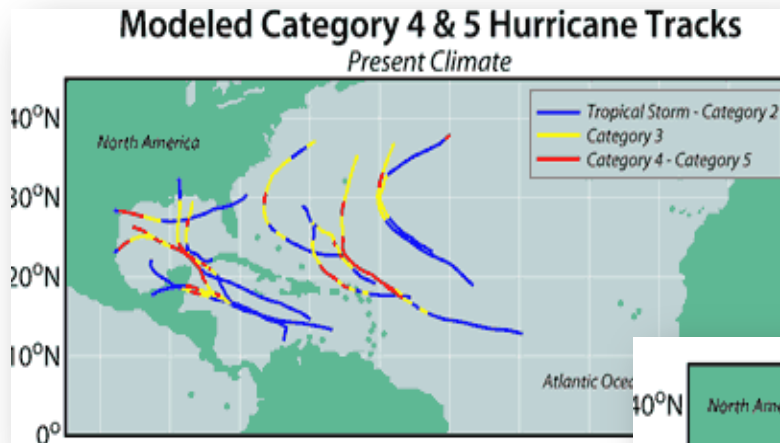 Modeled Category 4 & 5 Hurricane Tracks
Present Climate
40°N
North America
Tropical Storm - Category 2
Category 3
Category 4 - Category 5
30°N
20°N
10°N
Atlantic Ocea
0°
40°N
North Ame